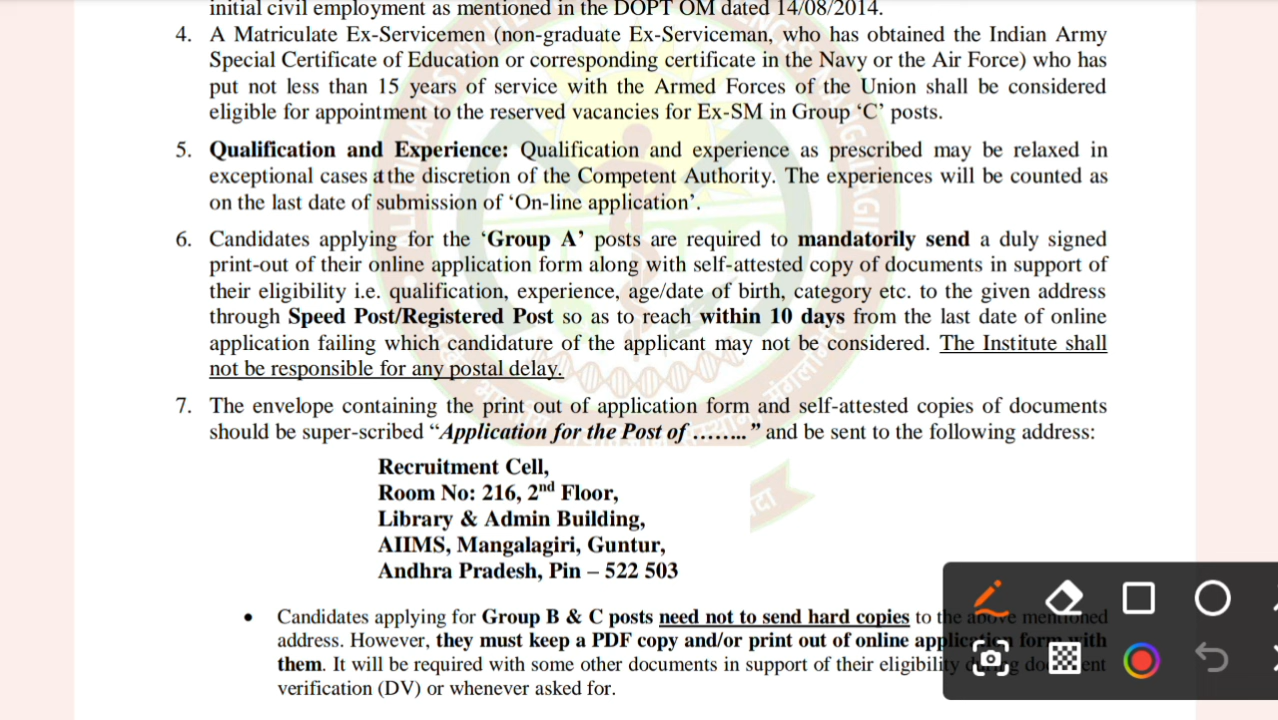 initial civil employment as mentioned in the DOPT OM dated 14/08/2014.
4. A Matriculate Ex-Servicemen (non-graduate Ex-Serviceman, who has obtained the Indian Army
Special Certificate of Education or corresponding certificate in the Navy or the Air Force) who has
put not less than 15 years of service with the Armed Forces of the Union shall be considered
eligible for appointment to the reserved vacancies for Ex-SM in Group ‘C’ posts.
5. Qualification and Experience: Qualification and experience as prescribed may be relaxed in
exceptional cases at the discretion of the Competent Authority. The experiences will be counted as
on the last date of submission of ‘On-line application’.
6. Candidates applying for the ‘Group A’ posts are required to mandatorily send a duly signed
print-out of their online application form along with self-attested copy of documents in support of
their eligibility i.e. qualification, experience, age/date of birth, category etc. to the given address
through Speed Post/Registered Post so as to reach within 10 days from the last date of online
application failing which candidature of the applicant may not be considered. The Institute shall
not be responsible for any postal delay.
7. The envelope containing the print out of application form and self-attested copies of documents
should be super-scribed “Application for the Post of ……..” and be sent to the following address:
Recruitment Cell,
Room No: 216, 2nd Floor,
Library & Admin Building,
AIIMS, Mangalagiri, Guntur,
Andhra Pradesh, Pin – 522 503
• Candidates applying for Group B & C posts need not to send hard copies to the above mentioned
address. However, they must keep a PDF copy and/or print out of online application form with
them. It will be required with some other documents in support of their eligibility
verification (DV) or whenever asked for.